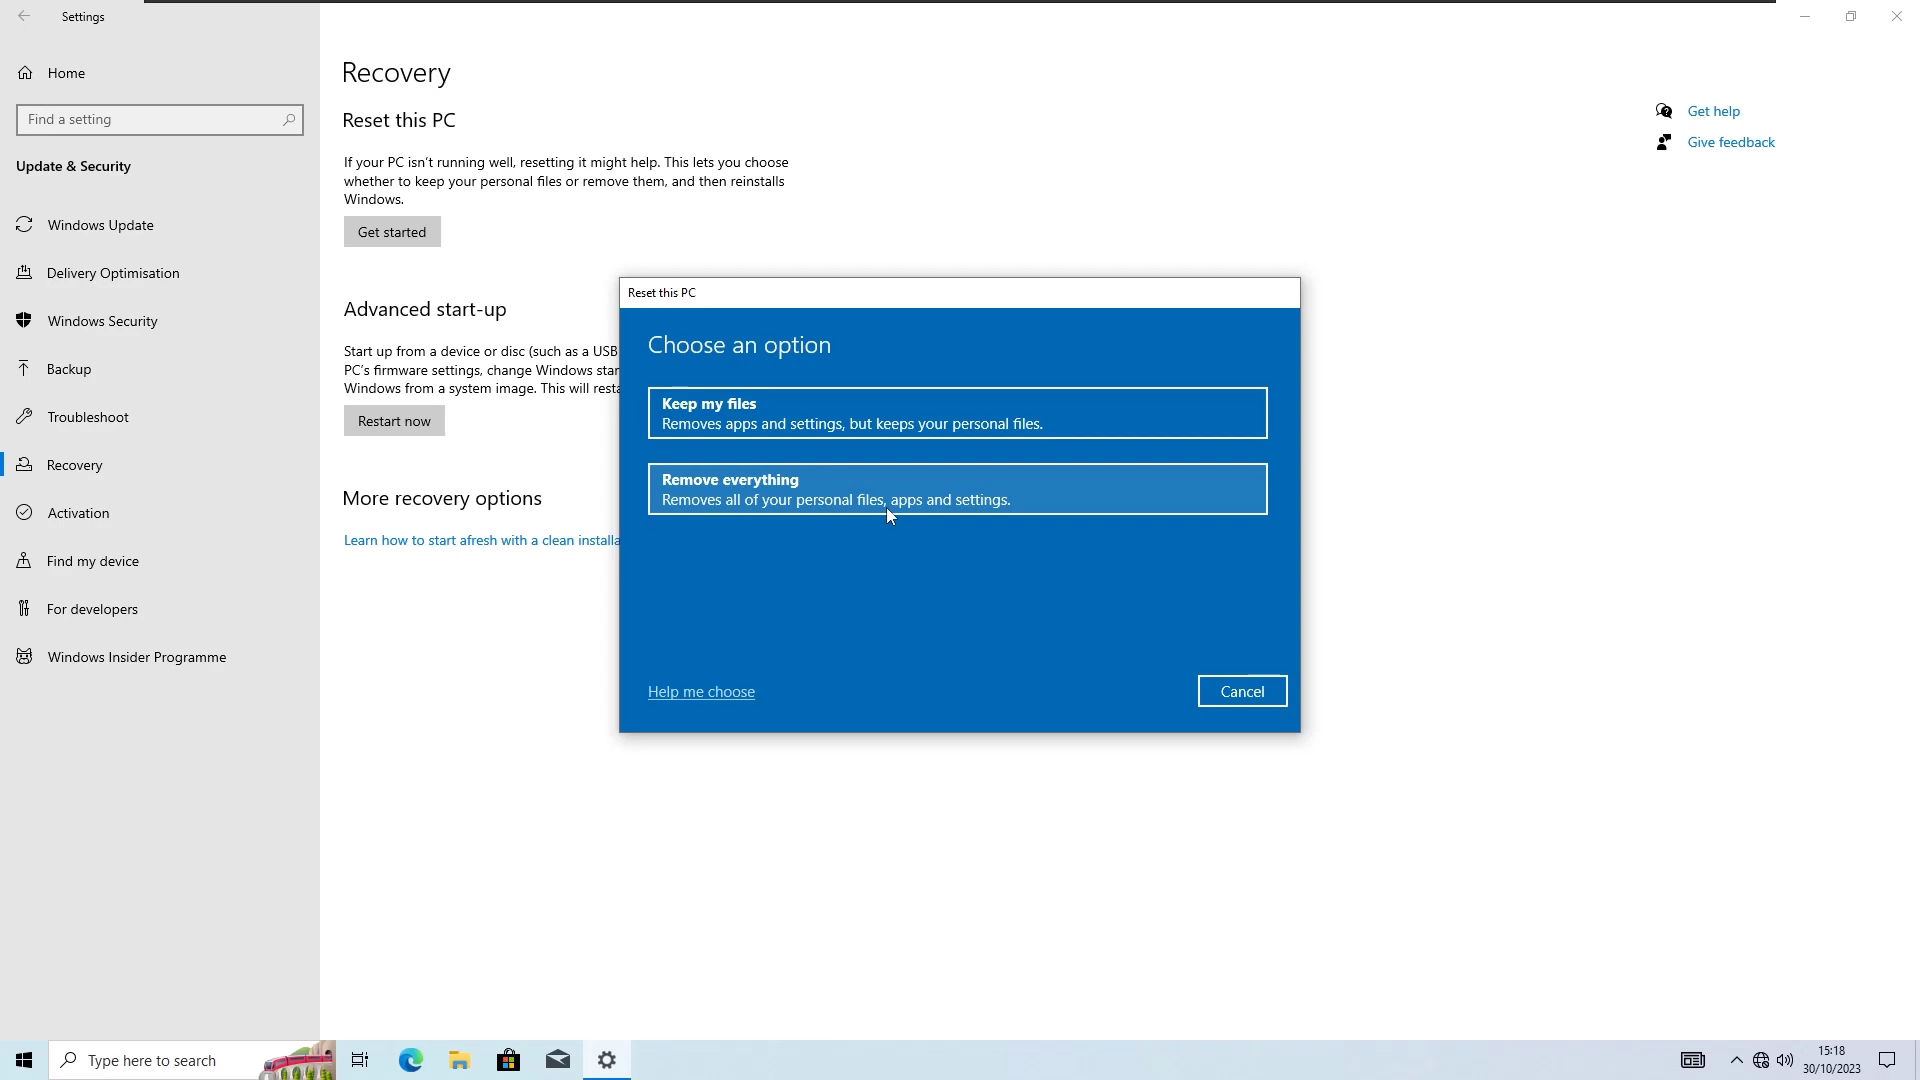 Settings
Home
Find a setting
Update & Security
Windows Update
Delivery Optimisation
Windows Security
Backup
Troubleshoot
Recovery
Activation
Find my device
For developers
Windows Insider Programme
Recovery
Reset this PC
If your PC isn't running well, resetting it might help. This lets you choose
whether to keep your personal files or remove them, and then reinstalls
Windows.
Get started
Advanced start-up
Start up from a device or disc (such as a USB
PC's firmware settings, change Windows star
Windows from a system image. This will resta
Restart now
More recovery options
Learn how to start afresh with a clean installa
Get help
Give feedback
Reset this PC
Choose an option
Keep my files
Removes apps and settings, but keeps your personal files.
Remove everything
Removes all of your personal files, apps and settings.
Help me choose
Cancel
Type here to search
15:18
30/10/2023